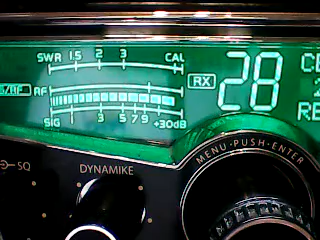 SWR 1.5 2 3 CAL
S/RF RF
RX 28
SIG 3 5 7 9 +30dB
SQ DYNAMIKE
MENU·PUSH·ENTER